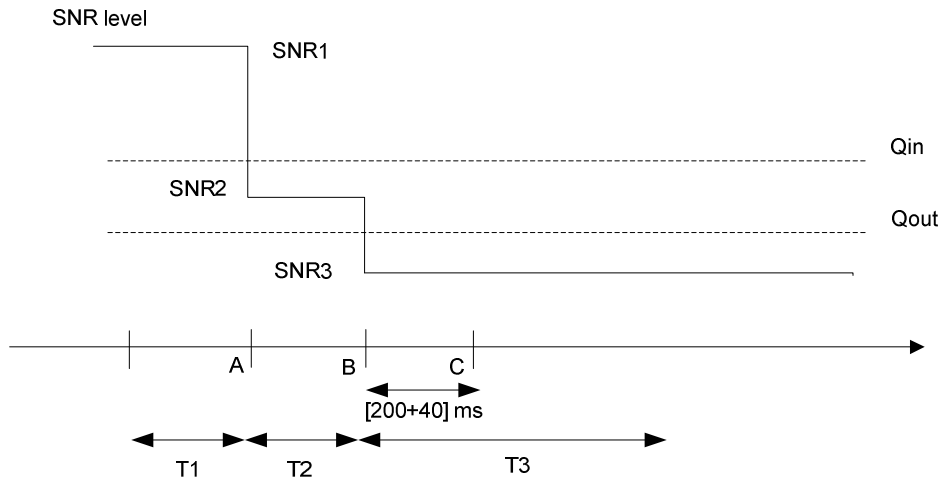 SNR level
SNR1
Qin
SNR2
Qout
SNR3
A
B
C
[200+40] ms
T1
T2
T3